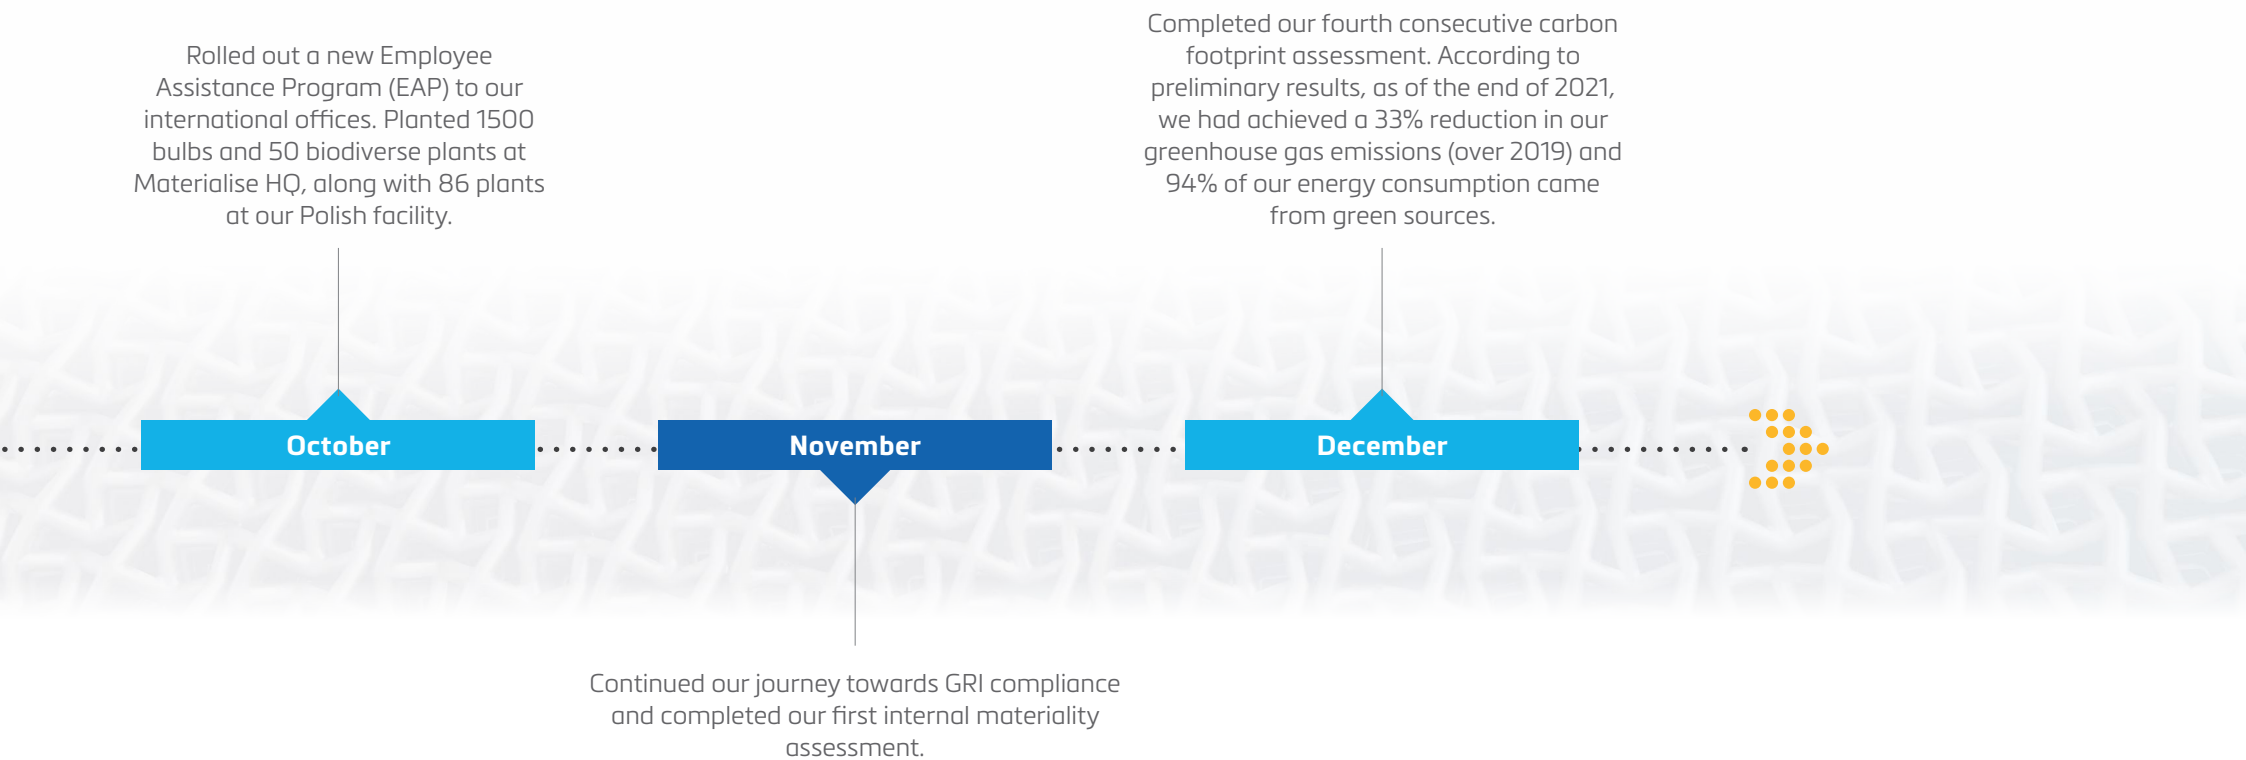 Rolled out a new Employee
Assistance Program (EAP) to our
international offices. Planted 1500
bulbs and 50 biodiverse plants at
Materialise HQ, along with 86 plants
at our Polish facility.
October
Continued our journey towards GRI compliance
and completed our first internal materiality
assessment.
November
Completed our fourth consecutive carbon
footprint assessment. According to
preliminary results, as of the end of 2021,
we had achieved a 33% reduction in our
greenhouse gas emissions (over 2019) and
94% of our energy consumption came
from green sources.
December